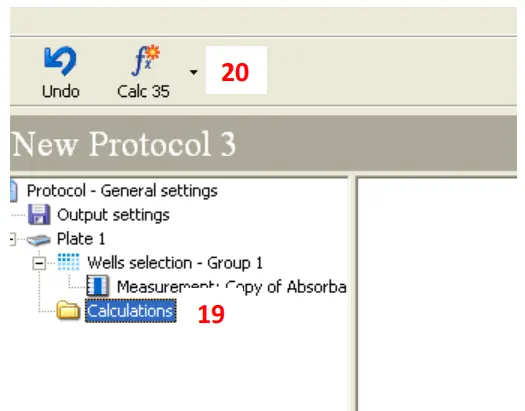 20
Undo Calc 35
New Protocol 3
Protocol - General settings
Output settings
Plate 1
Wells selection - Group 1
Measurement: Copy of Absorba
Calculations 19